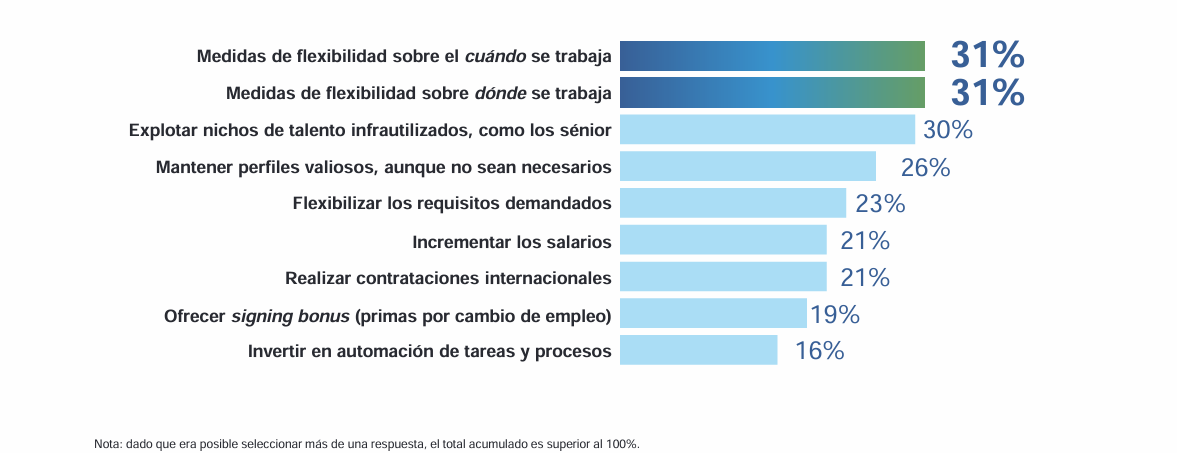 Medidas de flexibilidad sobre el cuándo se trabaja 31%
Medidas de flexibilidad sobre dónde se trabaja 31%
Explotar nichos de talento infrautilizados, como los sénior 30%
Mantener perfiles valiosos, aunque no sean necesarios 26%
Flexibilizar los requisitos demandados 23%
Incrementar los salarios 21%
Realizar contrataciones internacionales 21%
Ofrecer signing bonus (primas por cambio de empleo) 19%
Invertir en automación de tareas y procesos 16%
Nota: dado que era posible seleccionar más de una respuesta, el total acumulado es superior al 100%.